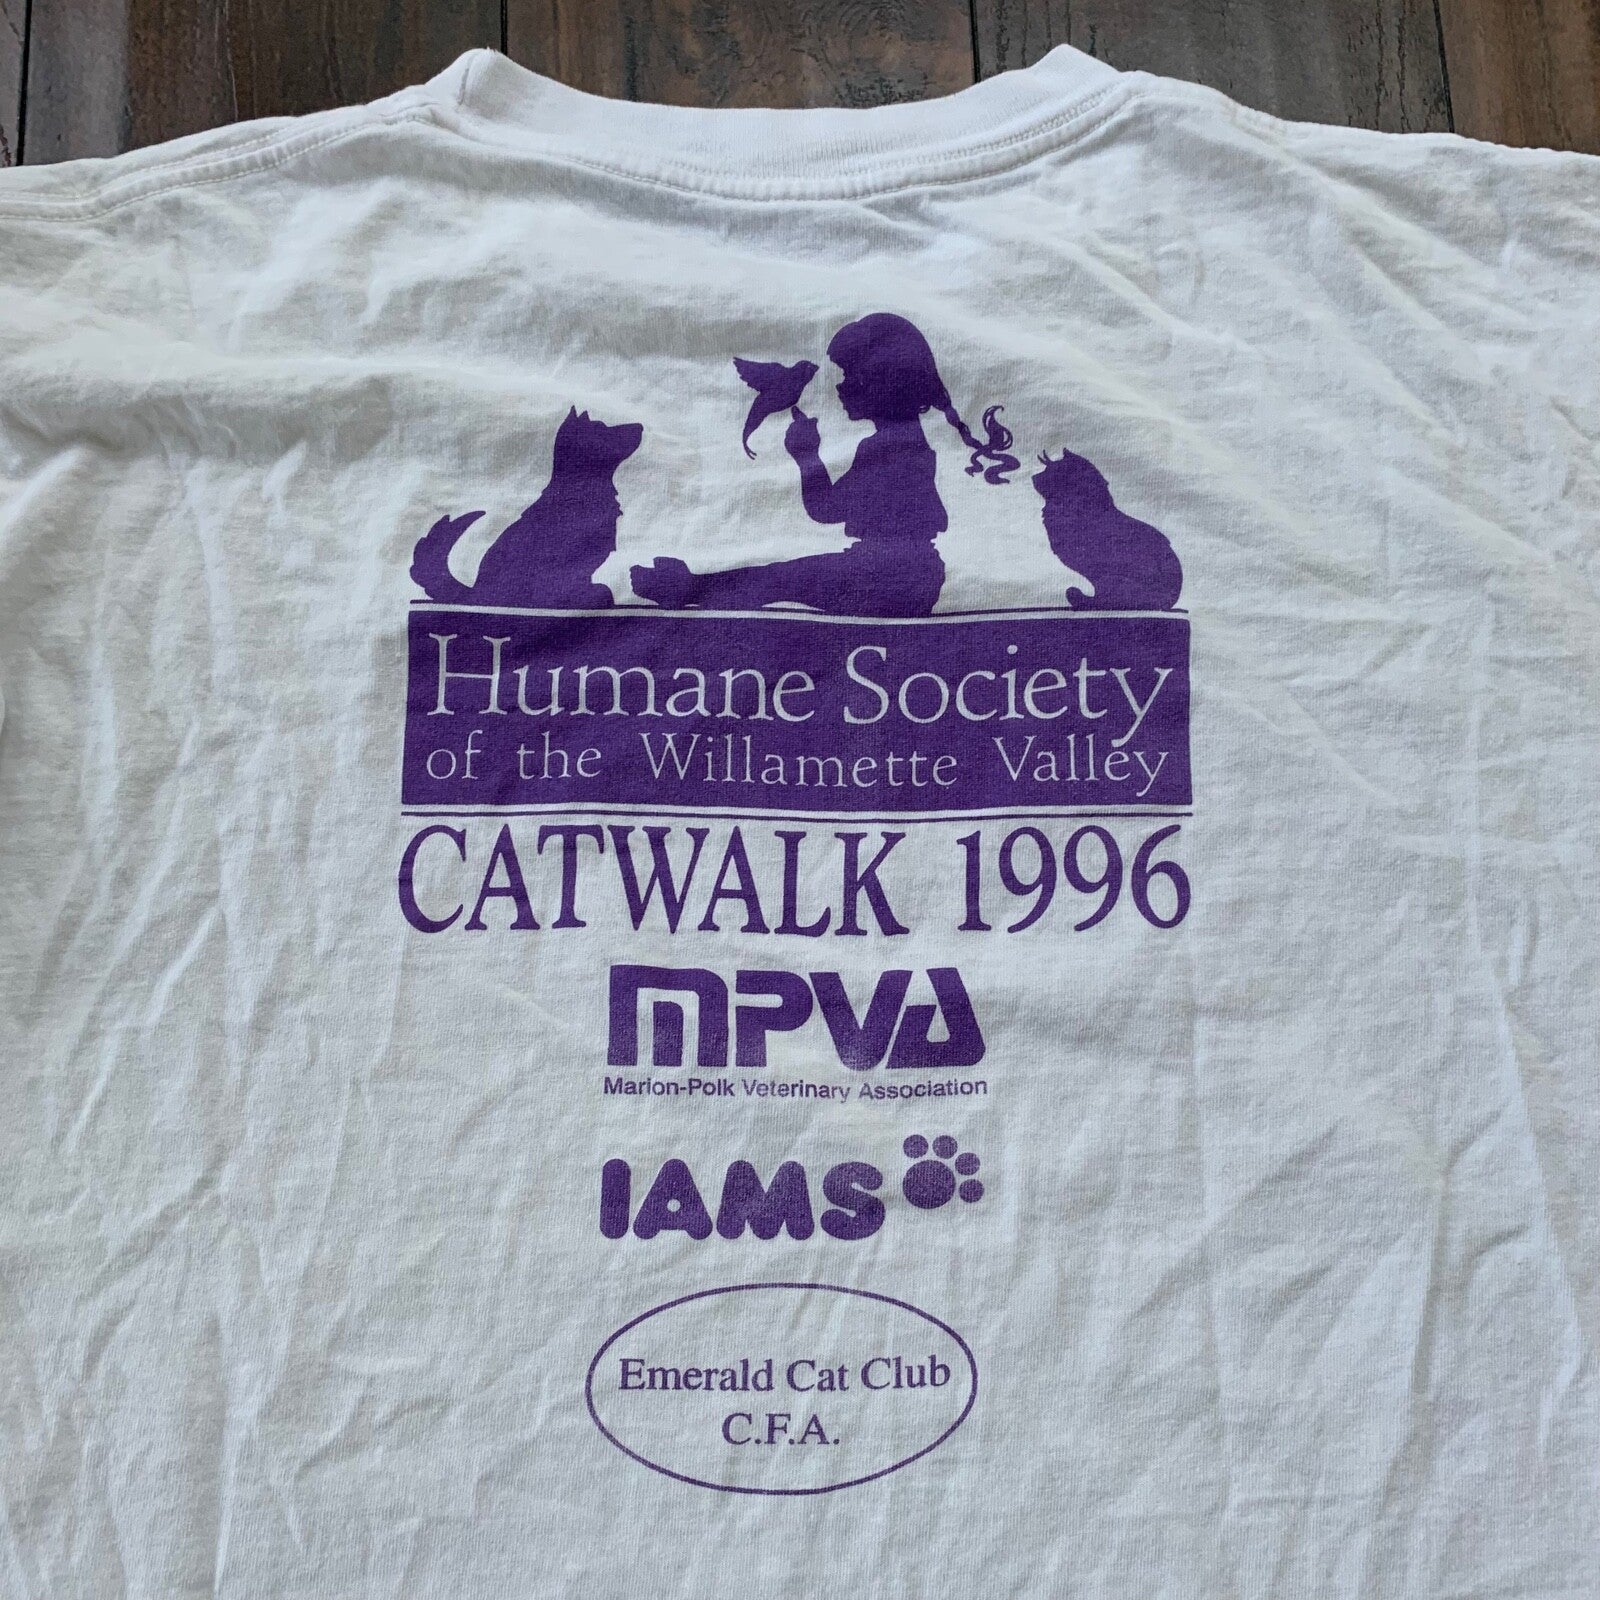 Humane Society
of the Willamette Valley
CATWALK 1996
MPVA
Marion-Polk Veterinary Association
IAMS
Emerald Cat Club
C.F.A.